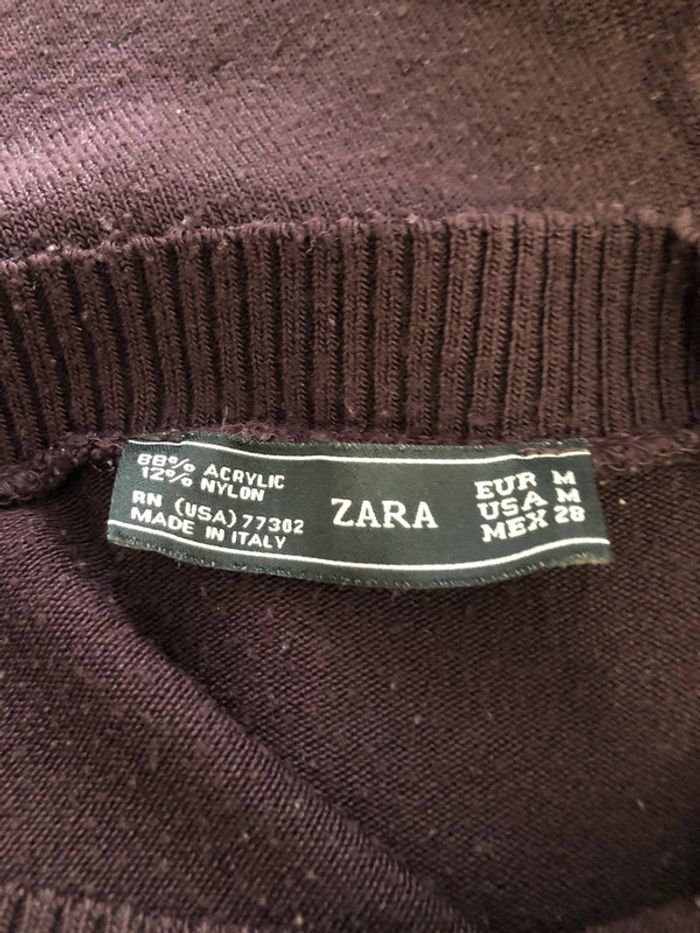 88% ACRYLIC
12% NYLON
RN (USA) 77302
MADE IN ITALY
ZARA
EUR M
USA M
MEX 28